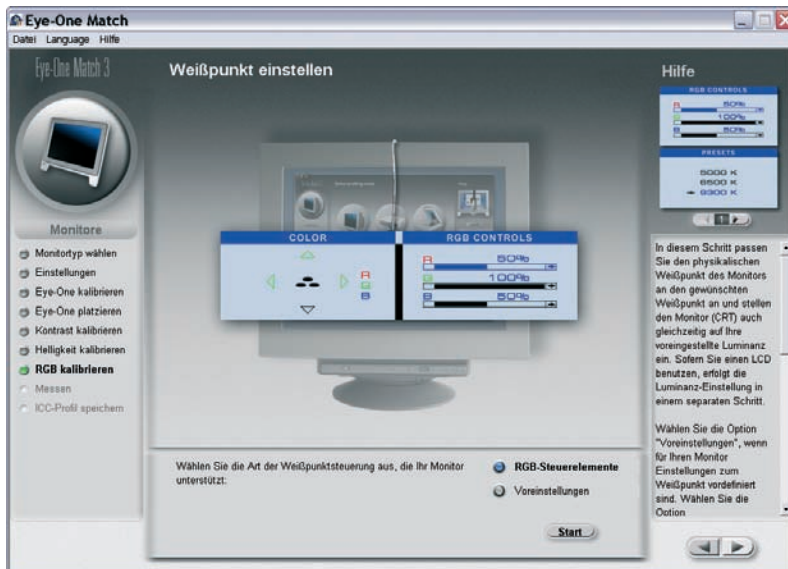 Eye-One Match
Datei Language Hilfe
Eye-One Match 3
Monitore
Monitortyp wählen
Einstellungen
Eye-One kalibrieren
Eye-One platzieren
Kontrast kalibrieren
Helligkeit kalibrieren
RGB kalibrieren
Messen
ICC-Profil speichern
Weißpunkt einstellen
COLOR
R
G
B
RGB CONTROLS
R 50%
G 100%
B 50%
Wählen Sie die Art der Weißpunktsteuerung aus, die Ihr Monitor
unterstützt:
RGB-Steuerelemente
Voreinstellungen
Start
Hilfe
RGB CONTROLS
R 50%
G 100%
B 50%
PRESETS
5000 K
6500 K
9300 K
1
In diesem Schritt passen
Sie den physikalischen
Weißpunkt des Monitors
an den gewünschten
Weißpunkt an und stellen
den Monitor (CRT) auch
gleichzeitig auf Ihre
voreingestellte Luminanz
ein. Sofern Sie einen LCD
benutzen, erfolgt die
Luminanz-Einstellung in
einem separaten Schritt.
Wählen Sie die Option
"Voreinstellungen", wenn
für Ihren Monitor
Einstellungen zum
Weißpunkt vordefiniert
sind. Wählen Sie die
Option